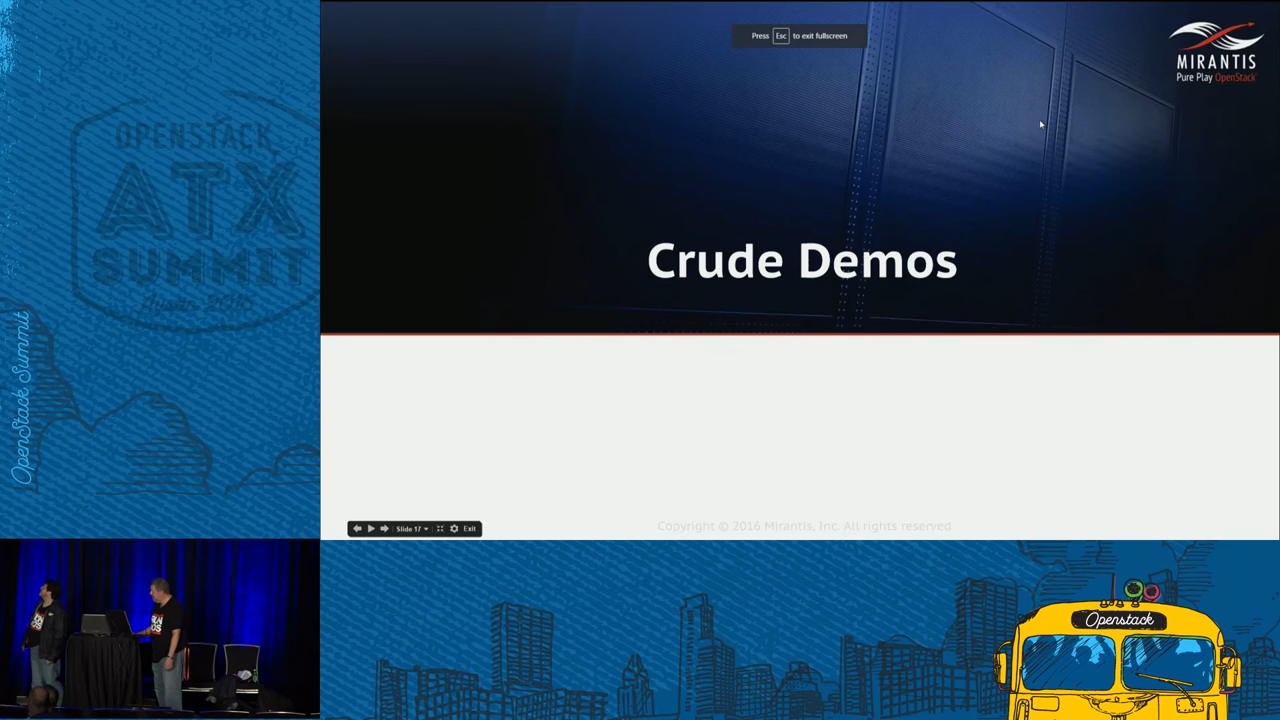 OPENSTACK
ATX
SUMMIT
Austin 2016
OpenStack Summit
Press Esc to exit fullscreen
MIRANTIS
Pure Play OpenStack
Crude Demos
Slide 17
Exit
Copyright © 2016 Mirantis, Inc. All rights reserved
Openstack